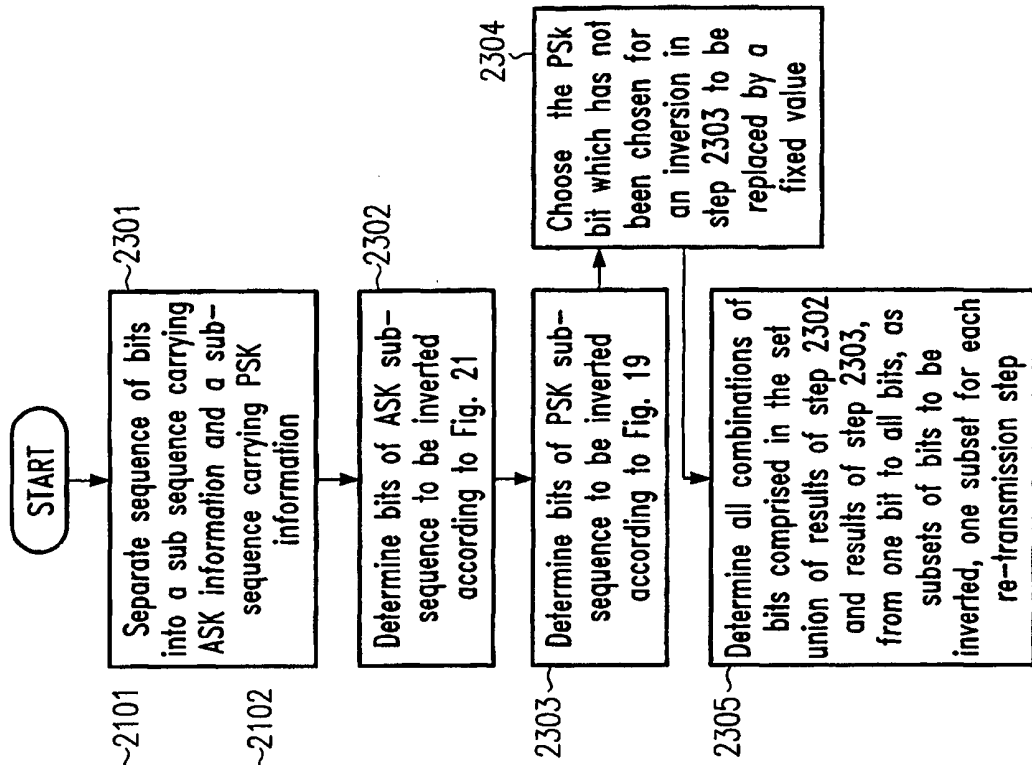 START
2301
Separate sequence of bits
into a sub sequence carrying
ASK information and a sub-
sequence carrying PSK
information
2101
2102
2302
Determine bits of ASK sub-
sequence to be inverted
according to Fig. 21
2303
Determine bits of PSK sub-
sequence to be inverted
according to Fig. 19
2304
Choose the PSk
bit which has not
been chosen for
an inversion in
step 2303 to be
replaced by a
fixed value
2305
Determine all combinations of
bits comprised in the set
union of results of step 2302
and results of step 2303,
from one bit to all bits, as
subsets of bits to be
inverted, one subset for each
re-transmission step